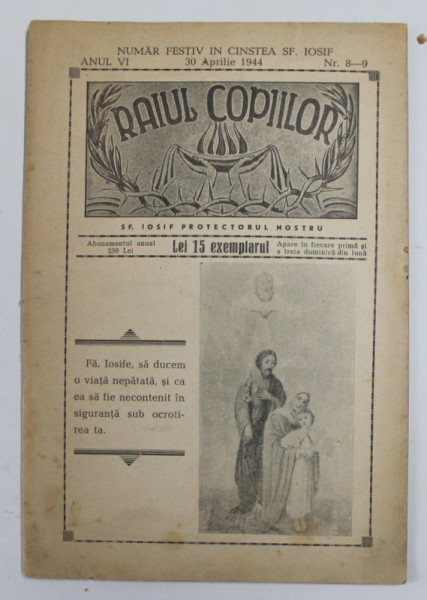 NUMĂR FESTIV IN CINSTEA SF. IOSIF
ANUL VI 30 Aprilie 1944 Nr. 8—9
RAIUL COPIILOR
SF. IOSIF PROTECTORUL NOSTRU
Abonamentul anual
250 Lei
Lei 15 exemplarul
Apare în fiecare primă și
a treia duminică din lună
Fă, Iosife, să ducem
o viață nepătată, și ca
ea să fie necontenit în
siguranță sub ocroti-
rea ta.